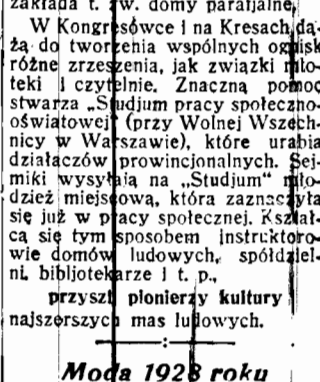 zakłada t. zw. domy parafjalne,
W Kongresówce i na Kresach dą-
żą do tworzenia wspólnych ognisk
różne zrzeszenia, jak związki mło-
teki i czytelnie. Znaczną pomoc
stwarza „Studjum pracy społeczno-
oświatowej" (przy Wolnej Wszech-
nicy w Warszawie), które urabia
działaczów prowincjonalnych. Sej-
miki wysyłają na „Studjum" mło-
dzież miejscową, która zaznaczyła
się już w pracy społecznej. Kształ-
cą się tym sposobem instruktoro-
wie domów ludowych, spółdziel-
ni, bibljotekarze i t. p.,
przyszli pionierzy kultury
najszerszych mas ludowych.
Moda 1928 roku